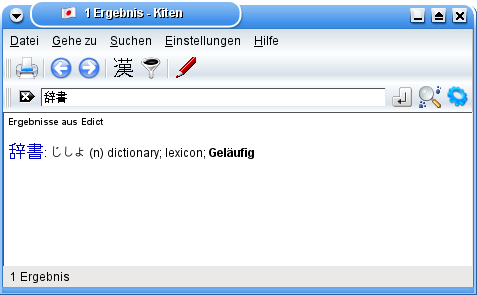 1 Ergebnis - Kiten
Datei Gehe zu Suchen Einstellungen Hilfe
漢
辞書
Ergebnisse aus Edict
辞書: じしょ (n) dictionary; lexicon; Geläufig
1 Ergebnis